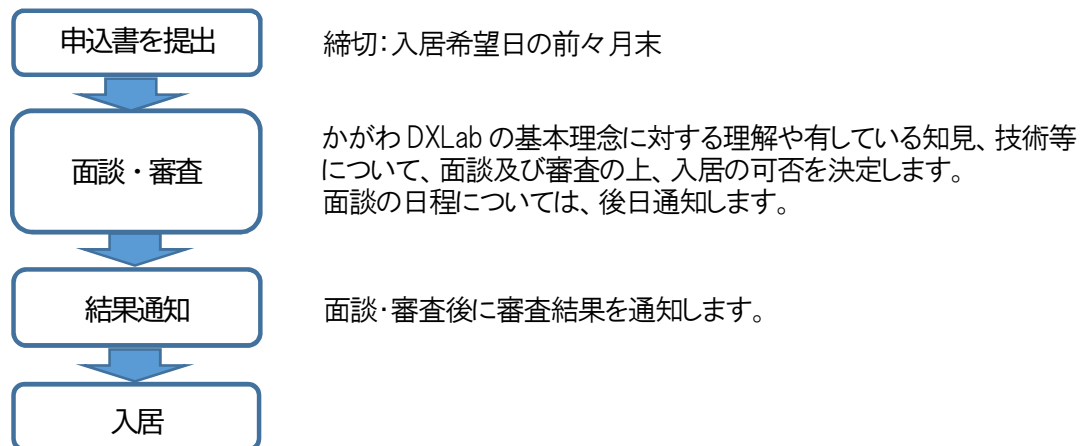 申込書を提出
締切：入居希望日の前々月末
面談・審査
かがわ DXLab の基本理念に対する理解や有している知見、技術等
について、面談及び審査の上、入居の可否を決定します。
面談の日程については、後日通知します。
結果通知
面談・審査後に審査結果を通知します。
入居